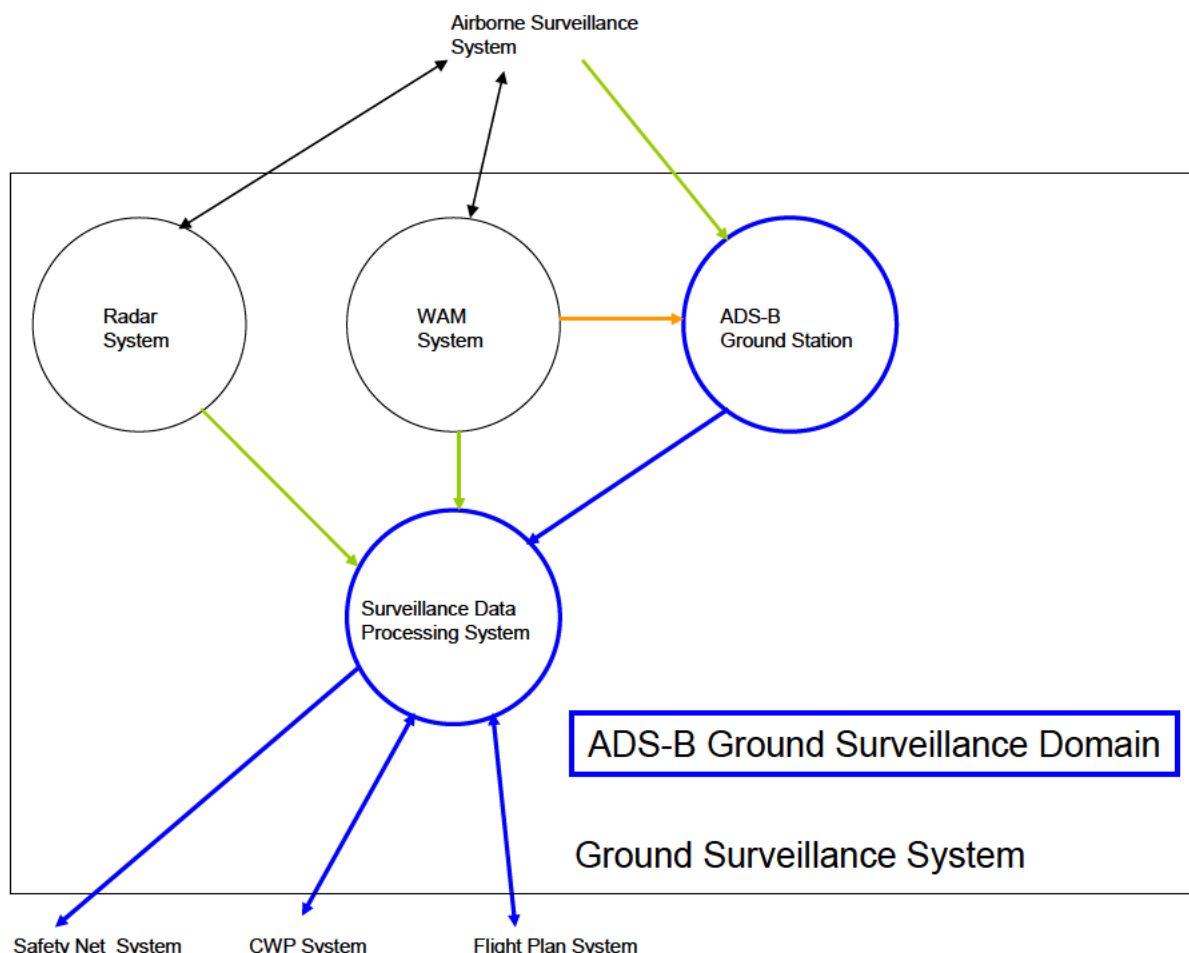 Airborne Surveillance
System
Radar
System
WAM
System
ADS-B
Ground Station
Surveillance Data
Processing System
ADS-B Ground Surveillance Domain
Ground Surveillance System
Safety Net System
CWP System
Flight Plan System